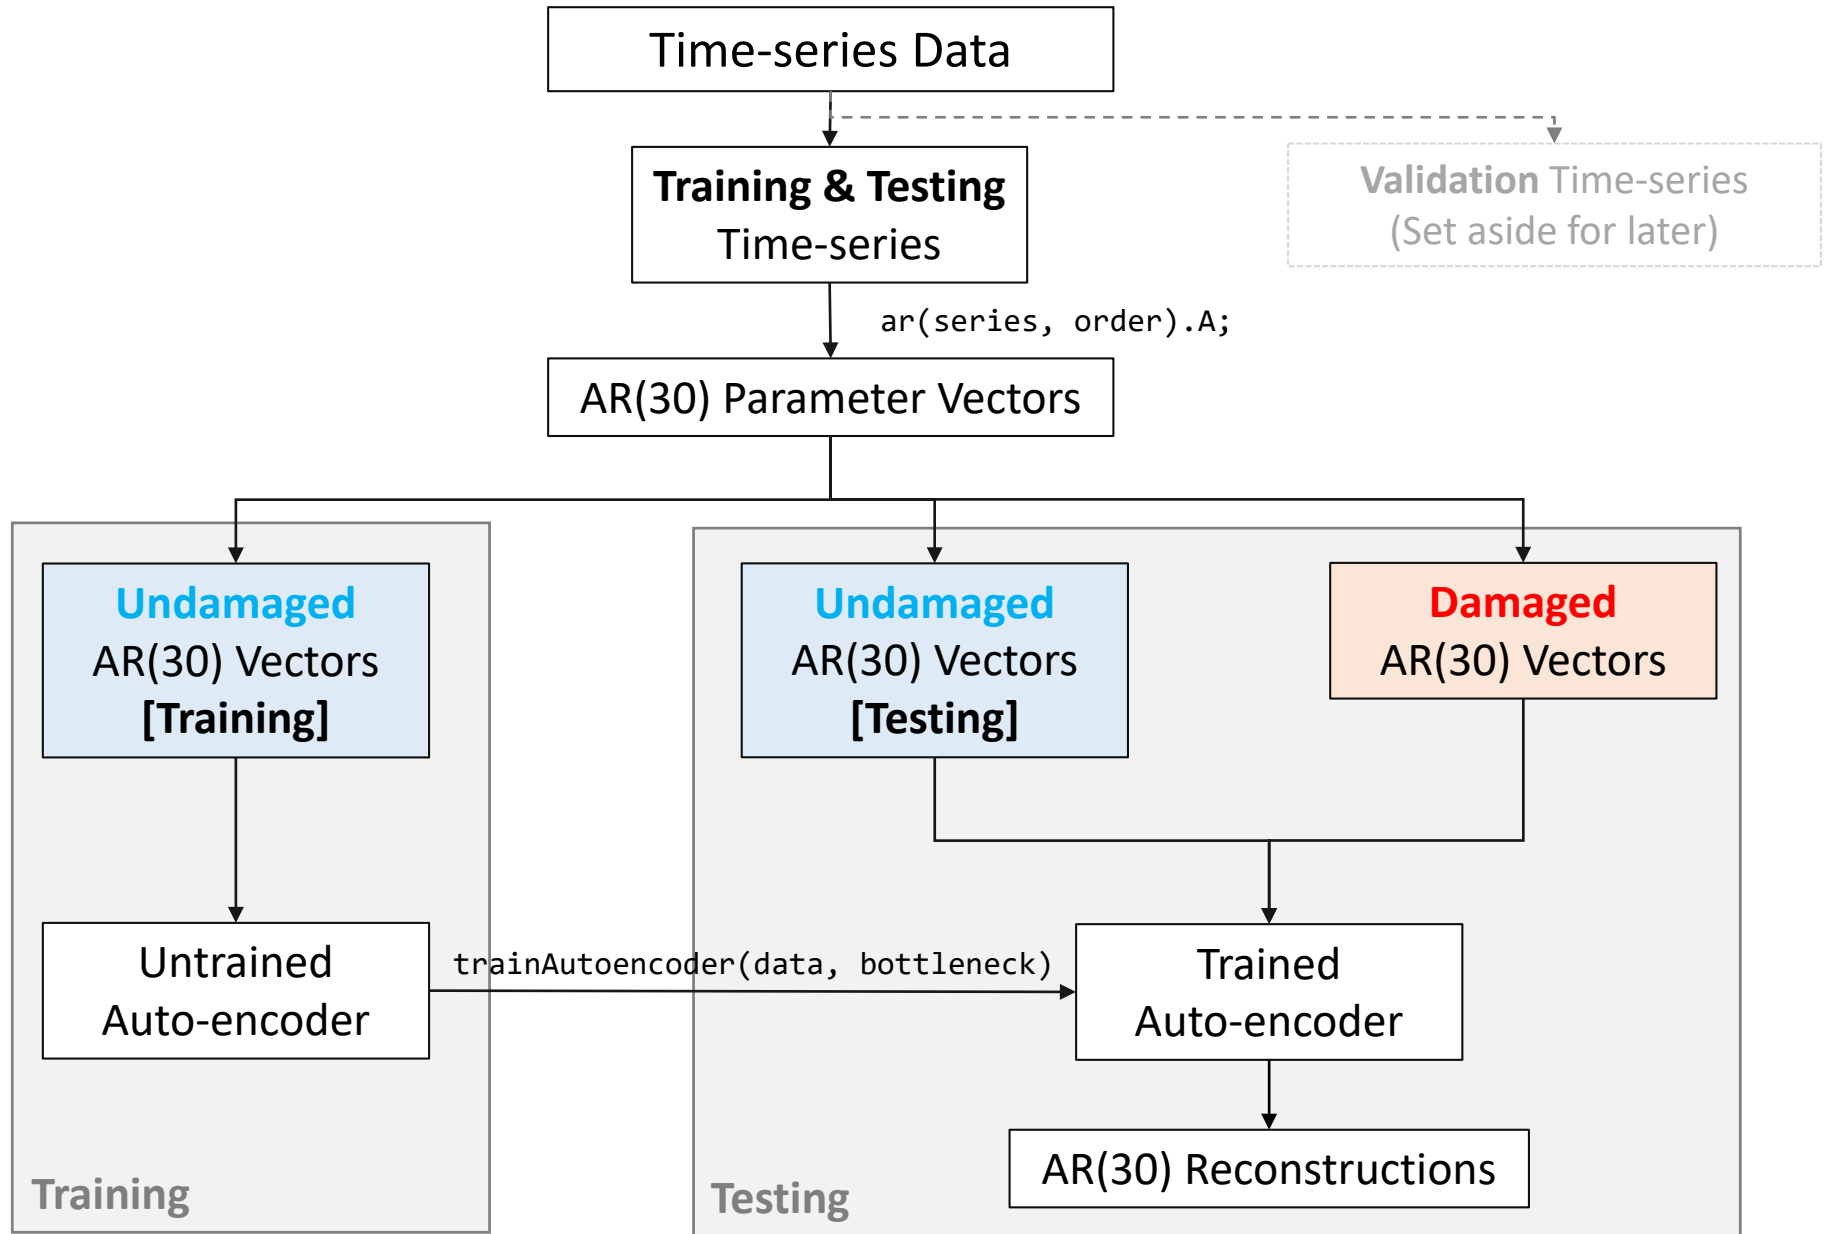 Time-series Data
Training & Testing
Time-series
Validation Time-series
(Set aside for later)
ar(series, order).A;
AR(30) Parameter Vectors
Undamaged
AR(30) Vectors
[Training]
Undamaged
AR(30) Vectors
[Testing]
Damaged
AR(30) Vectors
Untrained
Auto-encoder
trainAutoencoder(data, bottleneck)
Trained
Auto-encoder
AR(30) Reconstructions
Training
Testing